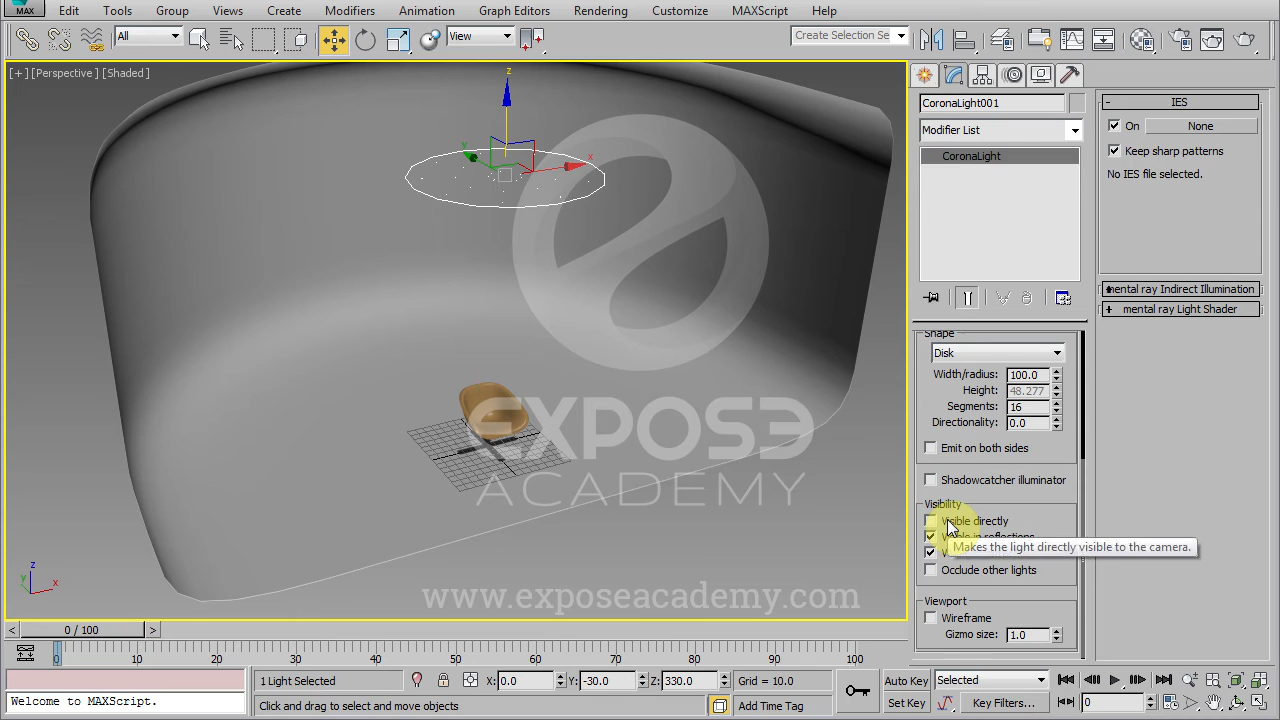 MAX
Edit Tools Group Views Create Modifiers Animation Graph Editors Rendering Customize MAXScript Help
All View Create Selection Se
[+][Perspective][Shaded]
z
y
x
EXPOSE
ACADEMY
www.exposeacademy.com
z
y
x
CoronaLight001
Modifier List
CoronaLight
Shape
Disk
Width/radius: 100.0
Height: 48.277
Segments: 16
Directionality: 0.0
Emit on both sides
Shadowcatcher illuminator
Visibility
Visible directly
Visible in reflections
Makes the light directly visible to the camera.
Occlude other lights
Viewport
Wireframe
Gizmo size: 1.0
- IES
On None
Keep sharp patterns
No IES file selected.
mental ray Indirect Illumination
+ mental ray Light Shader
< 0 / 100 >
0 10 20 30 40 50 60 70 80 90 100
1 Light Selected X: 0.0 Y: -30.0 Z: 330.0 Grid = 10.0 Auto Key Selected
Welcome to MAXScript. Click and drag to select and move objects Add Time Tag Set Key Key Filters... 0